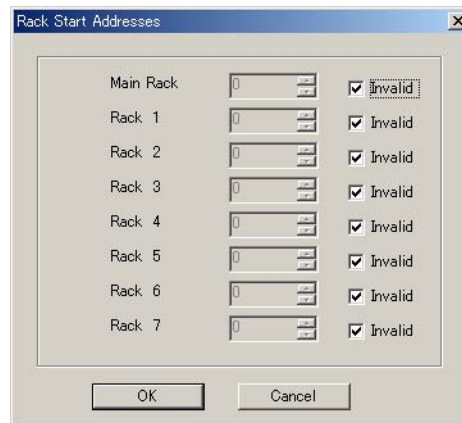 Rack Start Addresses
Main Rack 0 Invalid
Rack 1 0 Invalid
Rack 2 0 Invalid
Rack 3 0 Invalid
Rack 4 0 Invalid
Rack 5 0 Invalid
Rack 6 0 Invalid
Rack 7 0 Invalid
OK Cancel